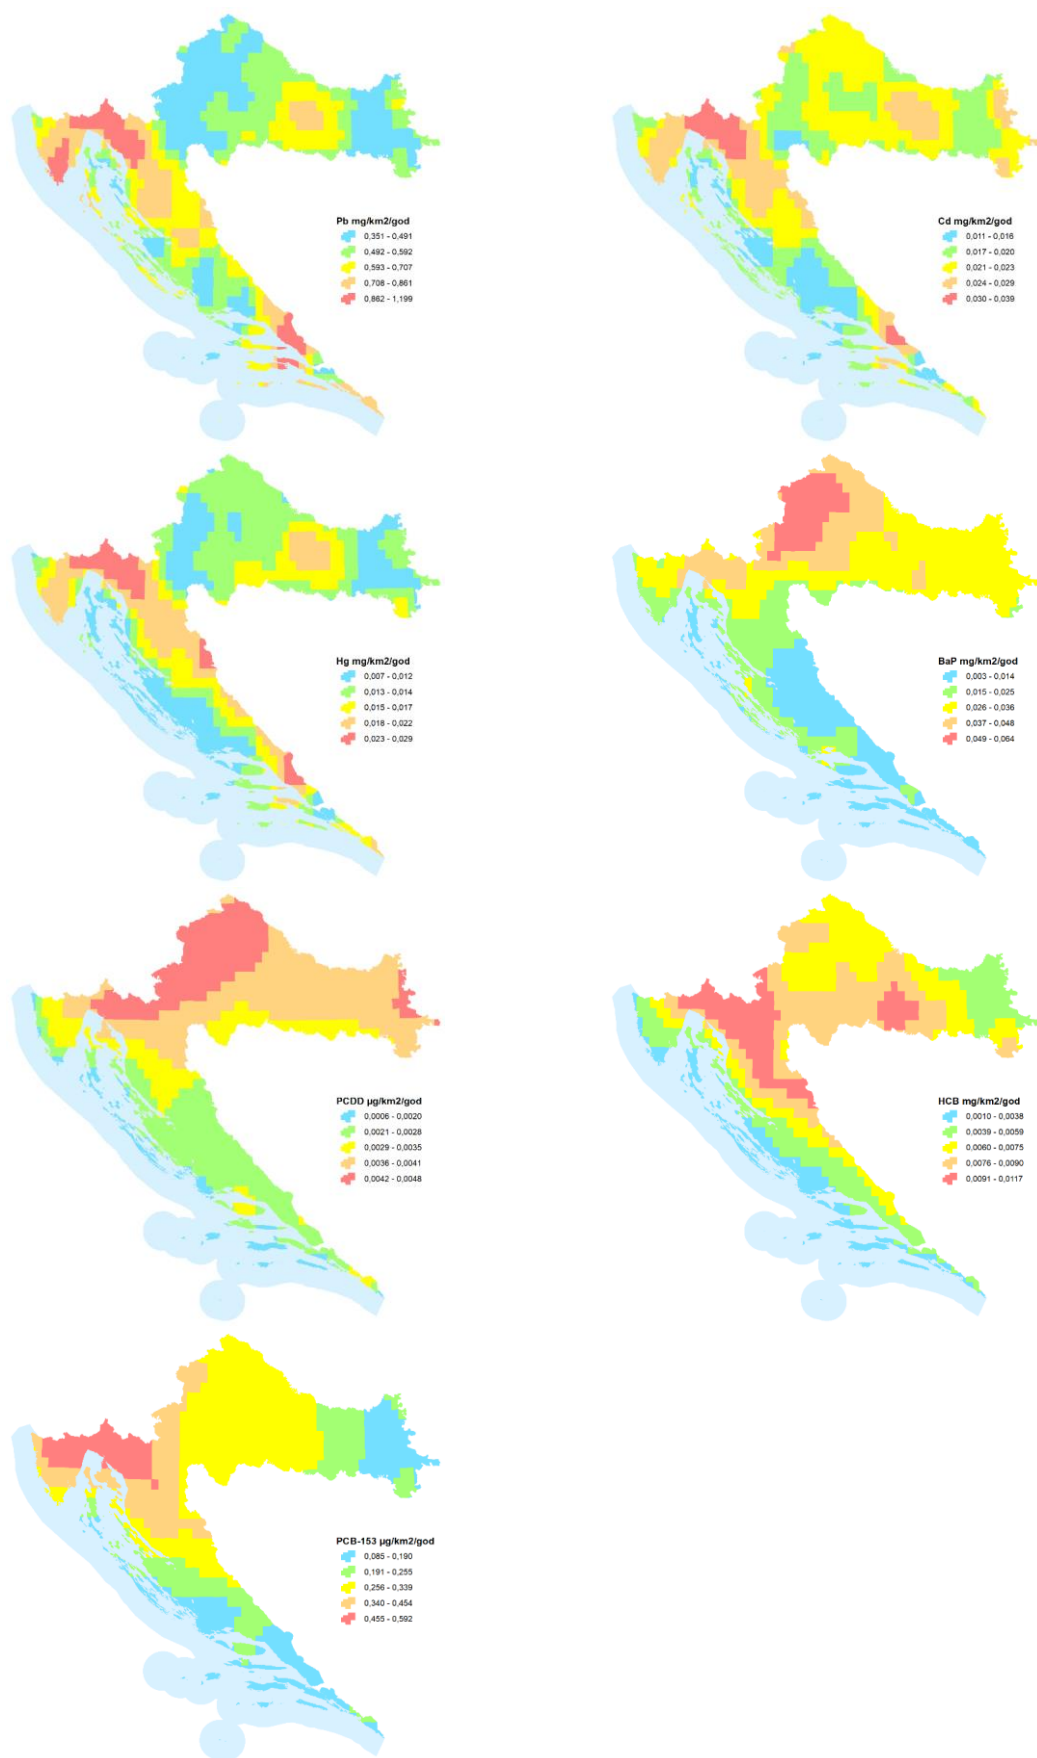 Pb mg/km2/god
0,351 - 0,491
0,492 - 0,592
0,593 - 0,707
0,708 - 0,861
0,862 - 1,199
Cd mg/km2/god
0,011 - 0,016
0,017 - 0,020
0,021 - 0,023
0,024 - 0,029
0,030 - 0,039
Hg mg/km2/god
0,007 - 0,012
0,013 - 0,014
0,015 - 0,017
0,018 - 0,022
0,023 - 0,029
BaP mg/km2/god
0,003 - 0,014
0,015 - 0,025
0,026 - 0,036
0,037 - 0,048
0,049 - 0,064
PCDD µg/km2/god
0,0006 - 0,0020
0,0021 - 0,0028
0,0029 - 0,0035
0,0036 - 0,0041
0,0042 - 0,0048
HCB mg/km2/god
0,0010 - 0,0038
0,0039 - 0,0059
0,0060 - 0,0075
0,0076 - 0,0090
0,0091 - 0,0117
PCB-153 µg/km2/god
0,085 - 0,190
0,191 - 0,255
0,256 - 0,339
0,340 - 0,454
0,455 - 0,592